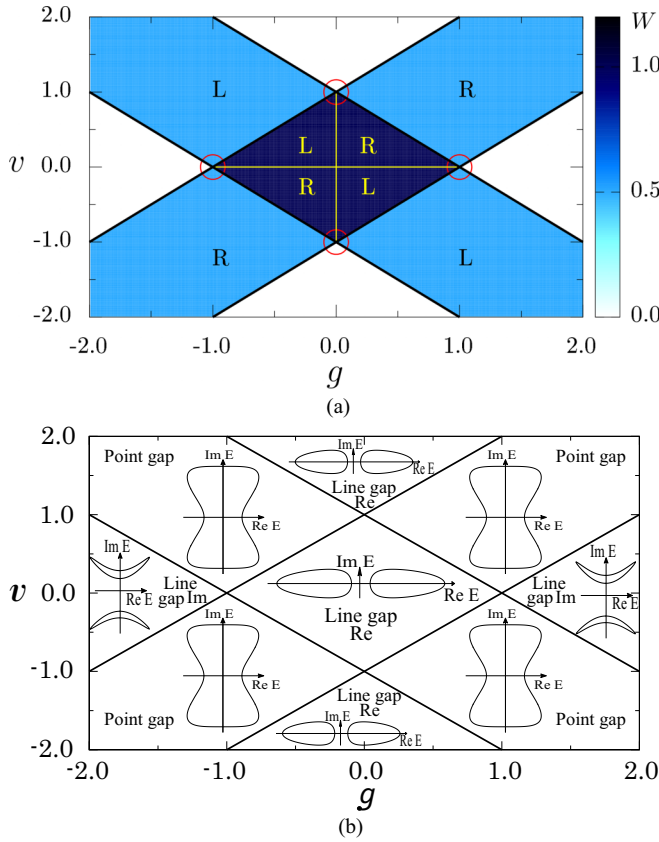 2.0 W
L R
1.0 1.0
L R
v 0.0 0.5
R L
-1.0 R L
-2.0 0.0
-2.0 -1.0 0.0 1.0 2.0
g
(a)
2.0
Point gap Im E Im E Im E Point gap
Re E
Line gap
Re E Re Re E
1.0
Im E Im E Im E
v 0.0 Re E Line gap Im Re E Line gap Im Re E
Line gap
Re
Im E Im E
-1.0
Re E Line gap Re E
Re
Point gap Im E Point gap
Re E
-2.0
-2.0 -1.0 0.0 1.0 2.0
g
(b)